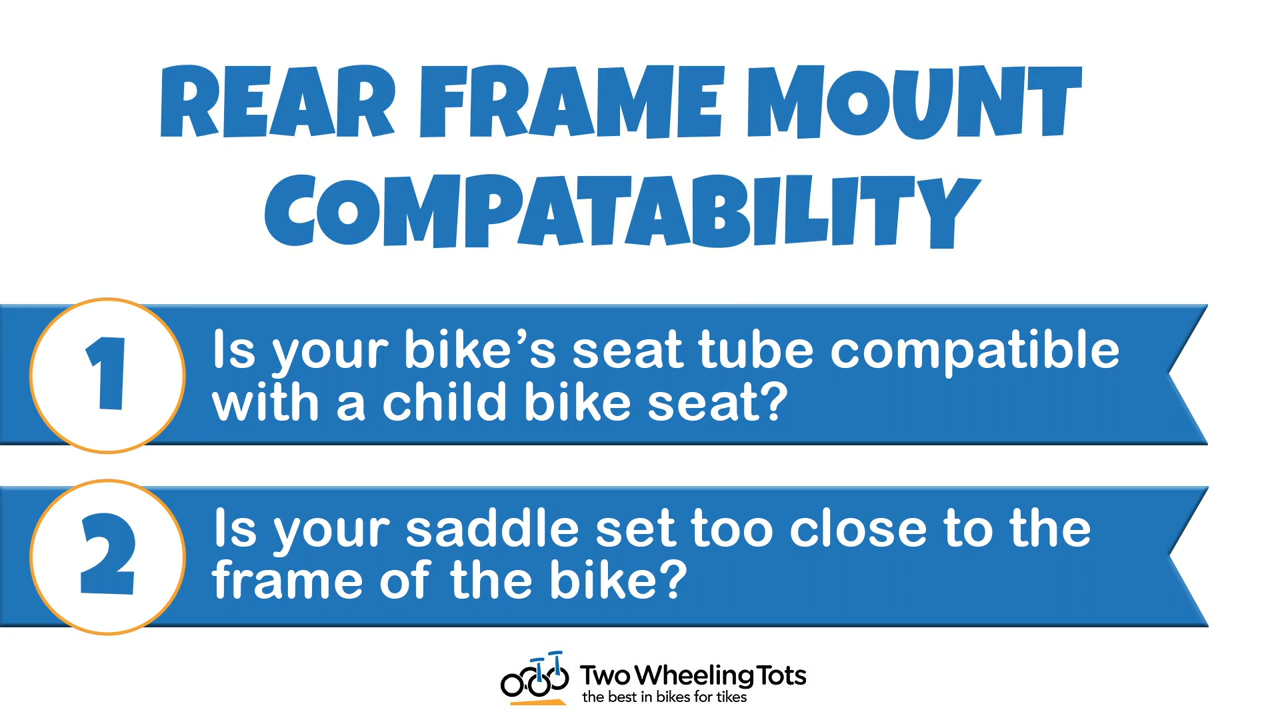 REAR FRAME MOUNT
COMPATABILITY
1
Is your bike's seat tube compatible
with a child bike seat?
2
Is your saddle set too close to the
frame of the bike?
Two Wheeling Tots
the best in bikes for tikes